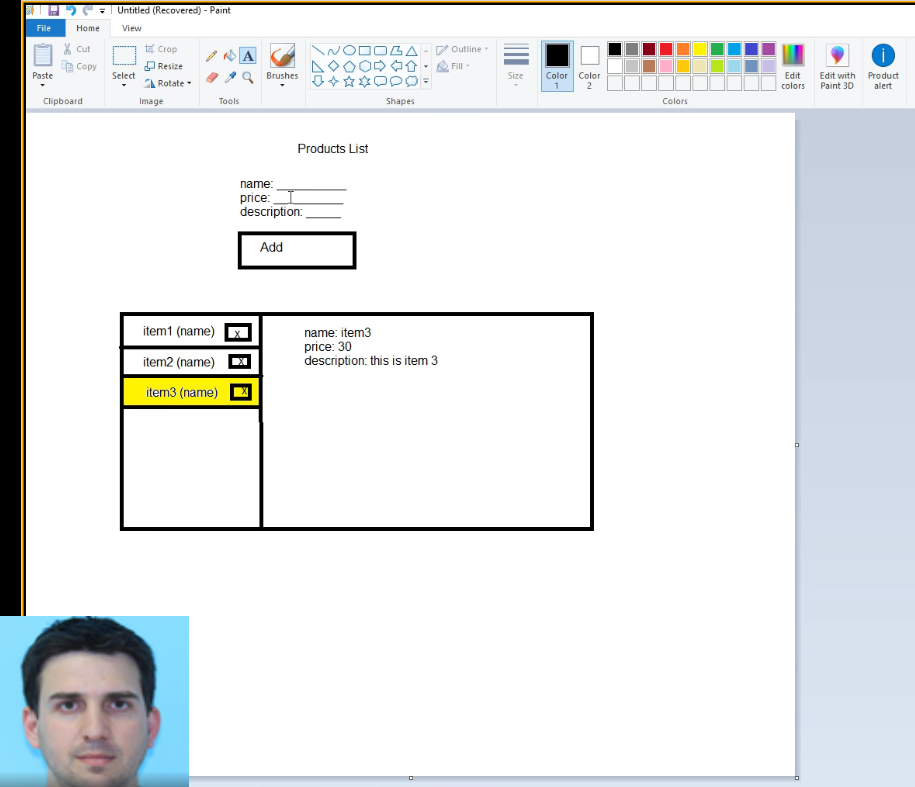 Untitled (Recovered) - Paint
File Home View
Paste
Cut
Copy
Clipboard
Select
Crop
Resize
Rotate
Image
A
Tools
Brushes
Outline
Fill
Shapes
Size
Color 1
Color 2
Edit colors
Colors
Edit with Paint 3D
Product alert
Products List
name: __________
price: __________
description: _____
Add
item1 (name) x
item2 (name) x
item3 (name) x
name: item3
price: 30
description: this is item 3